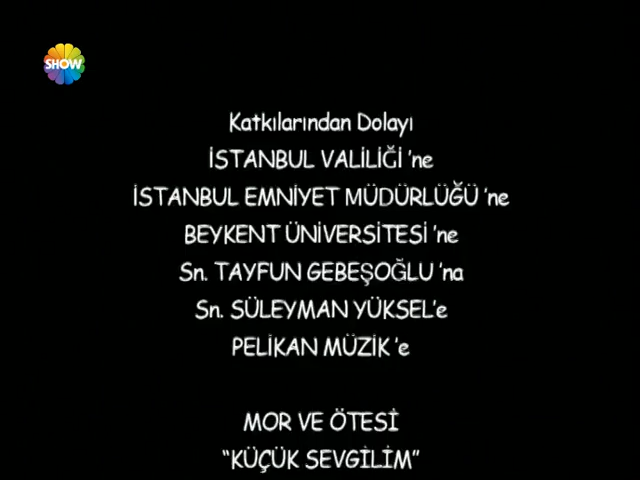 SHOW
Katkılarından Dolayı
İSTANBUL VALİLİĞİ 'ne
İSTANBUL EMNİYET MÜDÜRLÜĞÜ 'ne
BEYKENT ÜNİVERSİTESİ 'ne
Sn. TAYFUN GEBEŞOĞLU 'na
Sn. SÜLEYMAN YÜKSEL'e
PELİKAN MÜZİK 'e
MOR VE ÖTESİ
"KÜÇÜK SEVGİLİM"